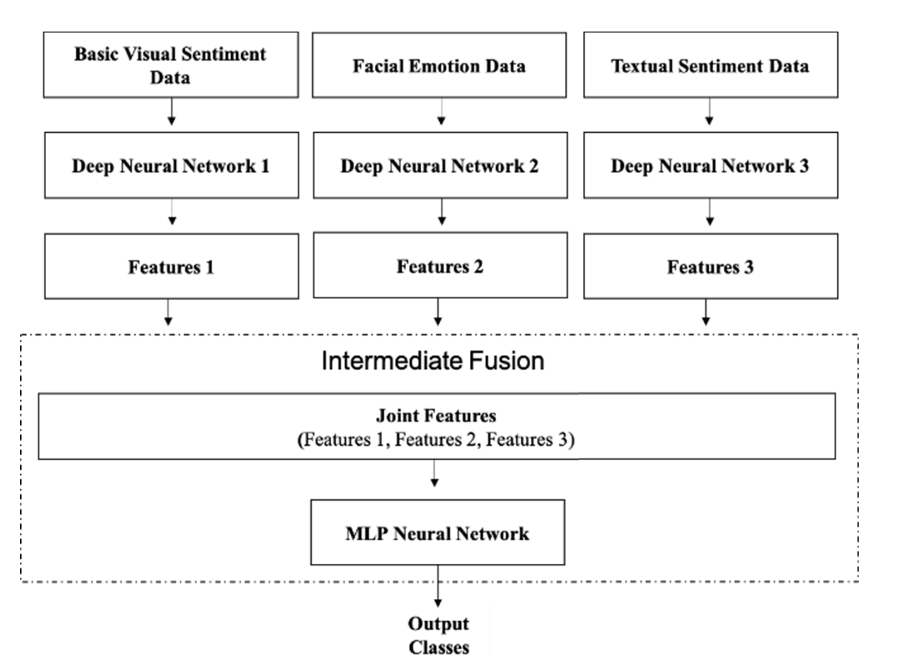 Basic Visual Sentiment
Data
Facial Emotion Data
Textual Sentiment Data
Deep Neural Network 1
Deep Neural Network 2
Deep Neural Network 3
Features 1
Features 2
Features 3
Intermediate Fusion
Joint Features
(Features 1, Features 2, Features 3)
MLP Neural Network
Output
Classes